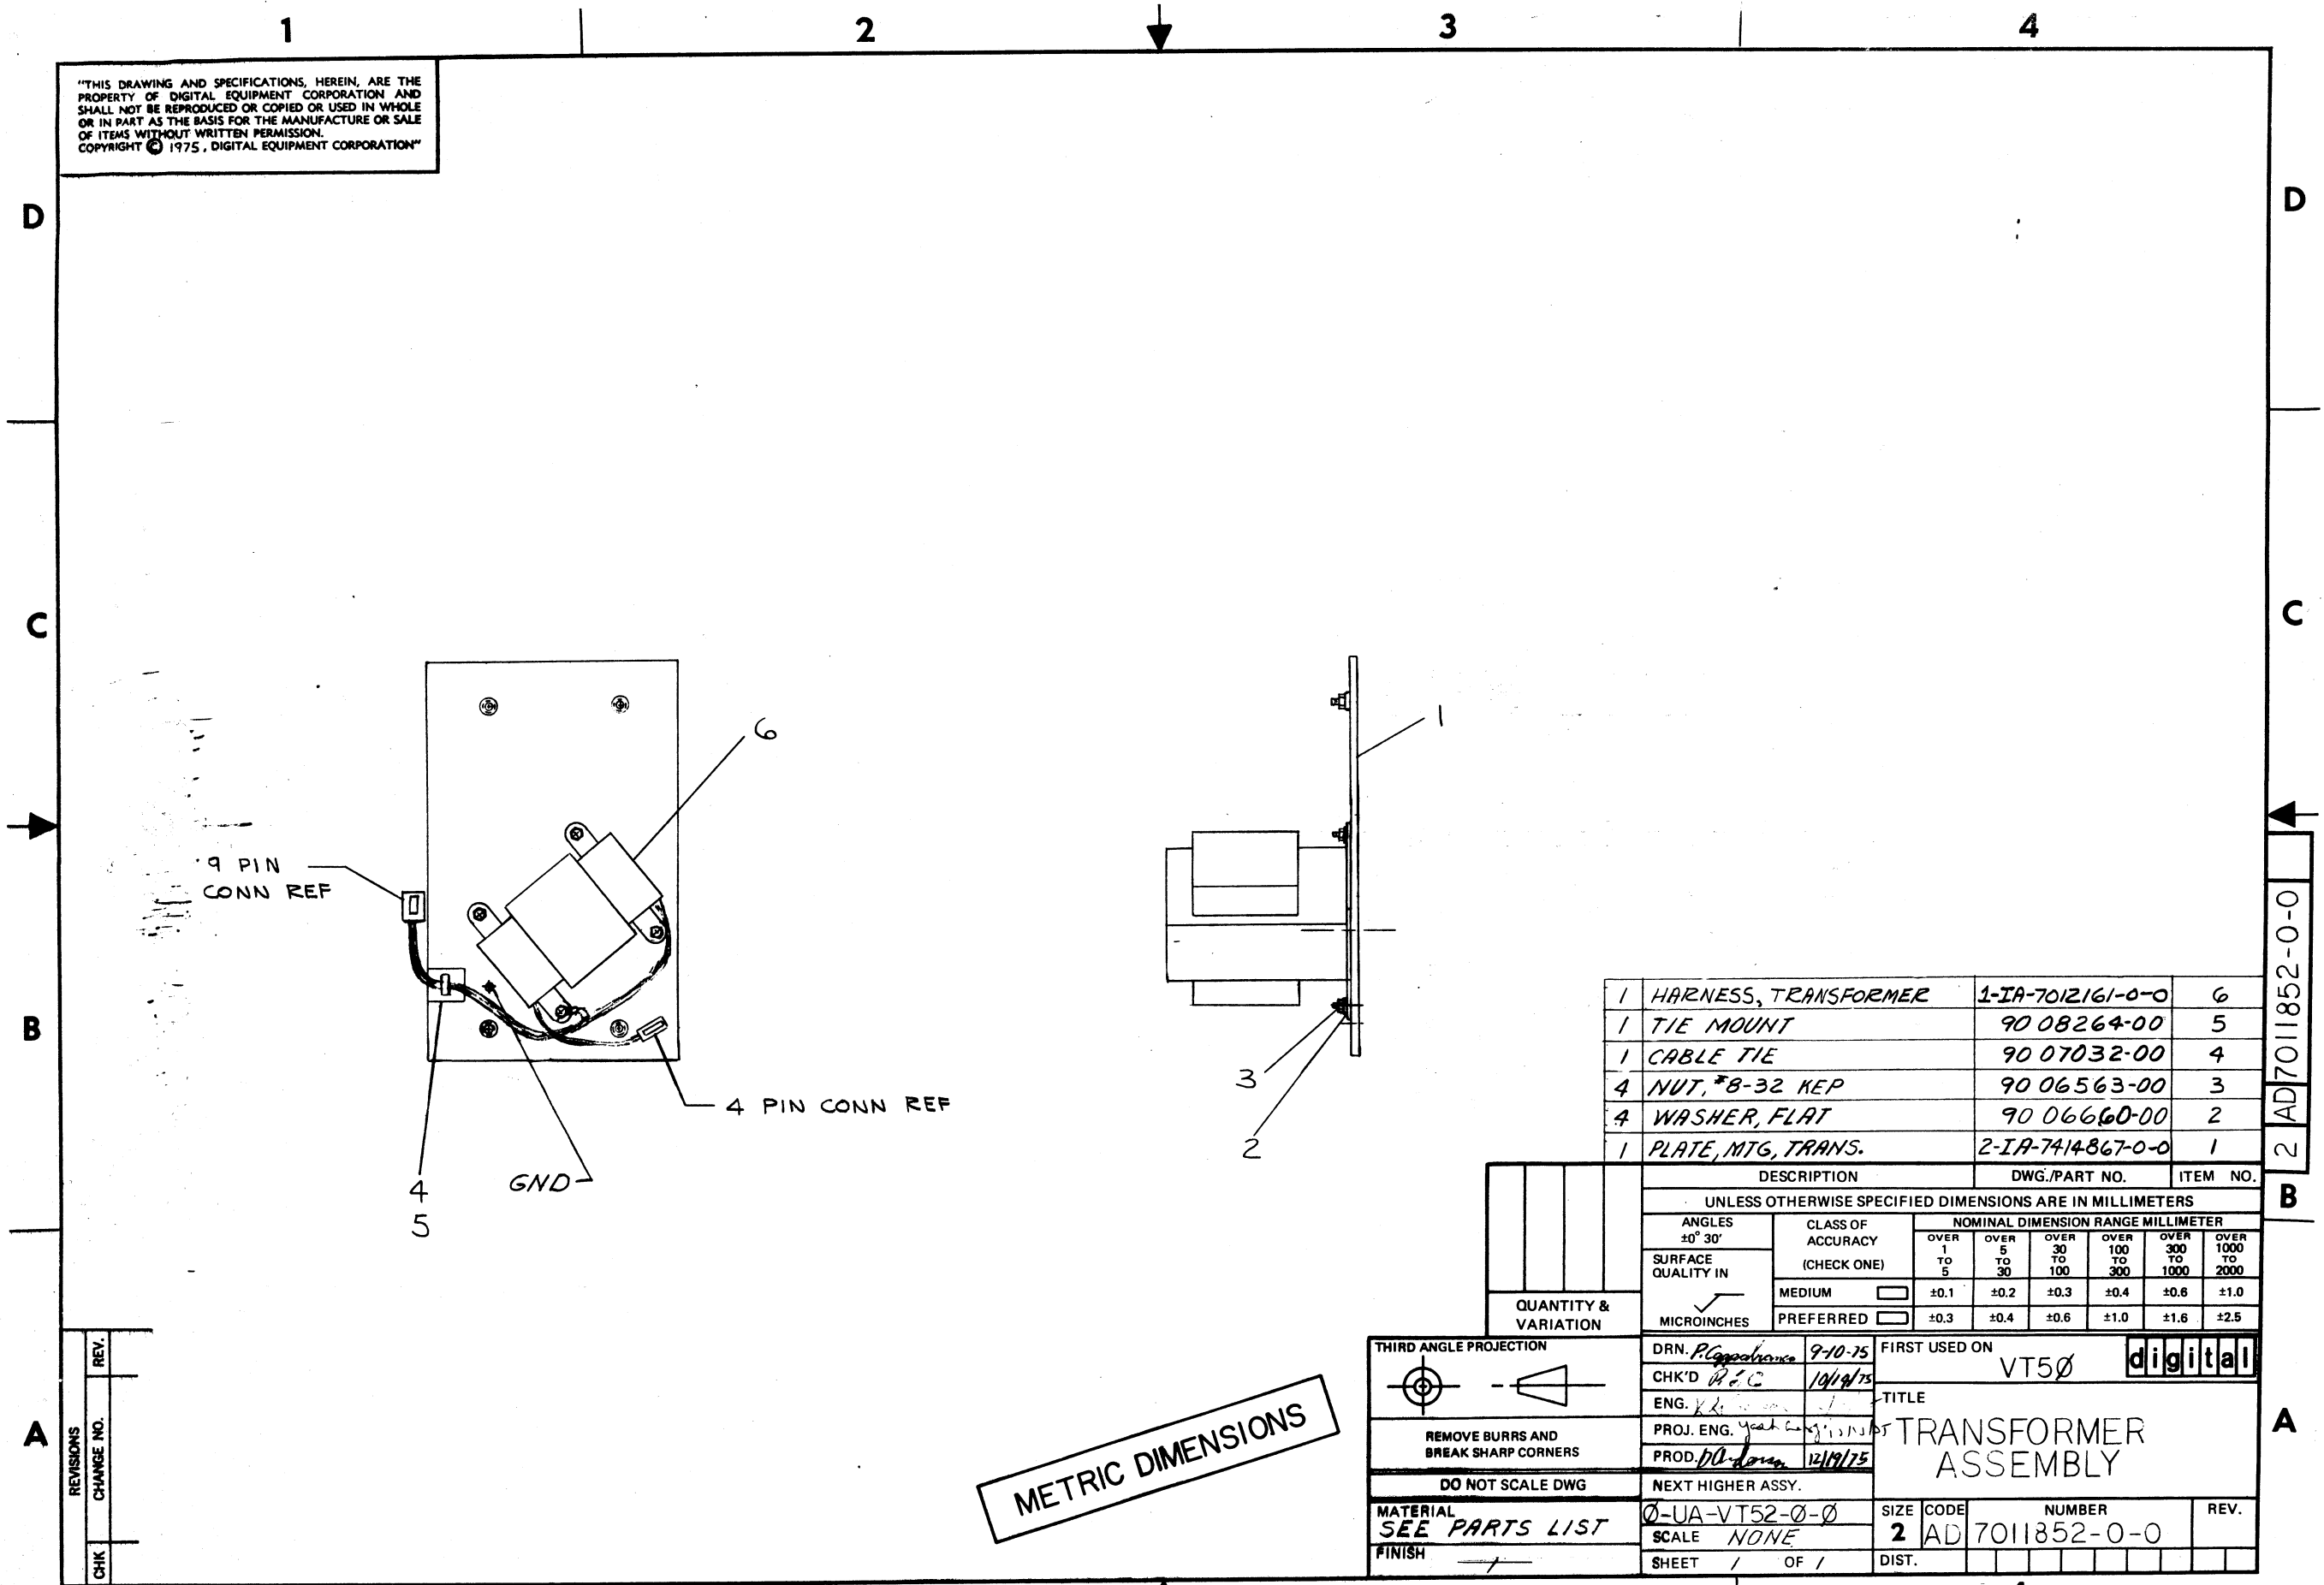 1 2 3 4
"THIS DRAWING AND SPECIFICATIONS, HEREIN, ARE THE
PROPERTY OF DIGITAL EQUIPMENT CORPORATION AND
SHALL NOT BE REPRODUCED OR COPIED OR USED IN WHOLE
OR IN PART AS THE BASIS FOR THE MANUFACTURE OR SALE
OF ITEMS WITHOUT WRITTEN PERMISSION.
COPYRIGHT © 1975, DIGITAL EQUIPMENT CORPORATION"
D D
C C
6
1
9 PIN
CONN REF
B
3
2
4 PIN CONN REF
GND
4
5
2 AD 7011852-0-0
1 HARNESS, TRANSFORMER 1-IA-7012161-0-0 6
1 TIE MOUNT 90 08264-00 5
1 CABLE TIE 90 07032-00 4
4 NUT, #8-32 KEP 90 06563-00 3
4 WASHER, FLAT 90 06660-00 2
1 PLATE, MTG, TRANS. 2-IA-7414867-0-0 1
DESCRIPTION DWG./PART NO. ITEM NO.
B
UNLESS OTHERWISE SPECIFIED DIMENSIONS ARE IN MILLIMETERS
ANGLES
±0° 30'
SURFACE
QUALITY IN
MICROINCHES
CLASS OF
ACCURACY
(CHECK ONE)
NOMINAL DIMENSION RANGE MILLIMETER
OVER 1 TO 5
OVER 5 TO 30
OVER 30 TO 100
OVER 100 TO 300
OVER 300 TO 1000
OVER 1000 TO 2000
MEDIUM ±0.1 ±0.2 ±0.3 ±0.4 ±0.6 ±1.0
PREFERRED ±0.3 ±0.4 ±0.6 ±1.0 ±1.6 ±2.5
QUANTITY &
VARIATION
THIRD ANGLE PROJECTION
REMOVE BURRS AND
BREAK SHARP CORNERS
DO NOT SCALE DWG
MATERIAL
SEE PARTS LIST
FINISH
DRN. 9-10-75
CHK'D 10/19/75
ENG.
PROJ. ENG.
PROD. 12/19/75
NEXT HIGHER ASSY.
Ø-UA-VT52-Ø-Ø
SCALE NONE
SHEET 1 OF 1
FIRST USED ON
VT5Ø
digital
TITLE
TRANSFORMER
ASSEMBLY
SIZE CODE NUMBER REV.
2 AD 7011852-0-0
DIST.
METRIC DIMENSIONS
A A
REVISIONS
CHK CHANGE NO. REV.